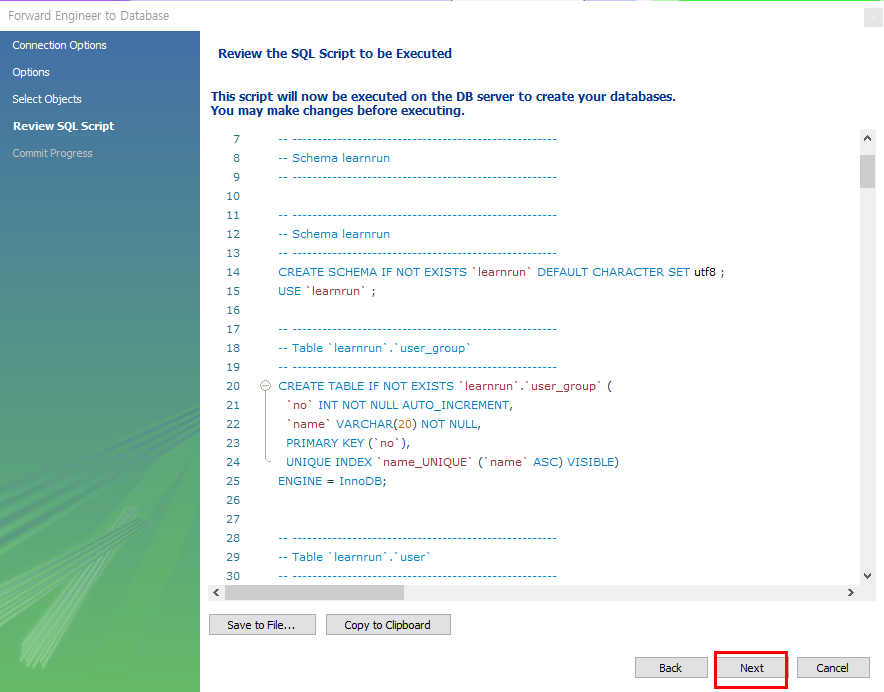 Forward Engineer to Database
x
Connection Options
Options
Select Objects
Review SQL Script
Commit Progress
Review the SQL Script to be Executed
This script will now be executed on the DB server to create your databases.
You may make changes before executing.
7 -- -----------------------------------------------------
8 -- Schema learnrun
9 -- -----------------------------------------------------
10
11 -- -----------------------------------------------------
12 -- Schema learnrun
13 -- -----------------------------------------------------
14 CREATE SCHEMA IF NOT EXISTS `learnrun` DEFAULT CHARACTER SET utf8 ;
15 USE `learnrun` ;
16
17 -- -----------------------------------------------------
18 -- Table `learnrun`.`user_group`
19 -- -----------------------------------------------------
20 CREATE TABLE IF NOT EXISTS `learnrun`.`user_group` (
21 `no` INT NOT NULL AUTO_INCREMENT,
22 `name` VARCHAR(20) NOT NULL,
23 PRIMARY KEY (`no`),
24 UNIQUE INDEX `name_UNIQUE` (`name` ASC) VISIBLE)
25 ENGINE = InnoDB;
26
27
28 -- -----------------------------------------------------
29 -- Table `learnrun`.`user`
30 -- -----------------------------------------------------
Save to File...
Copy to Clipboard
Back
Next
Cancel